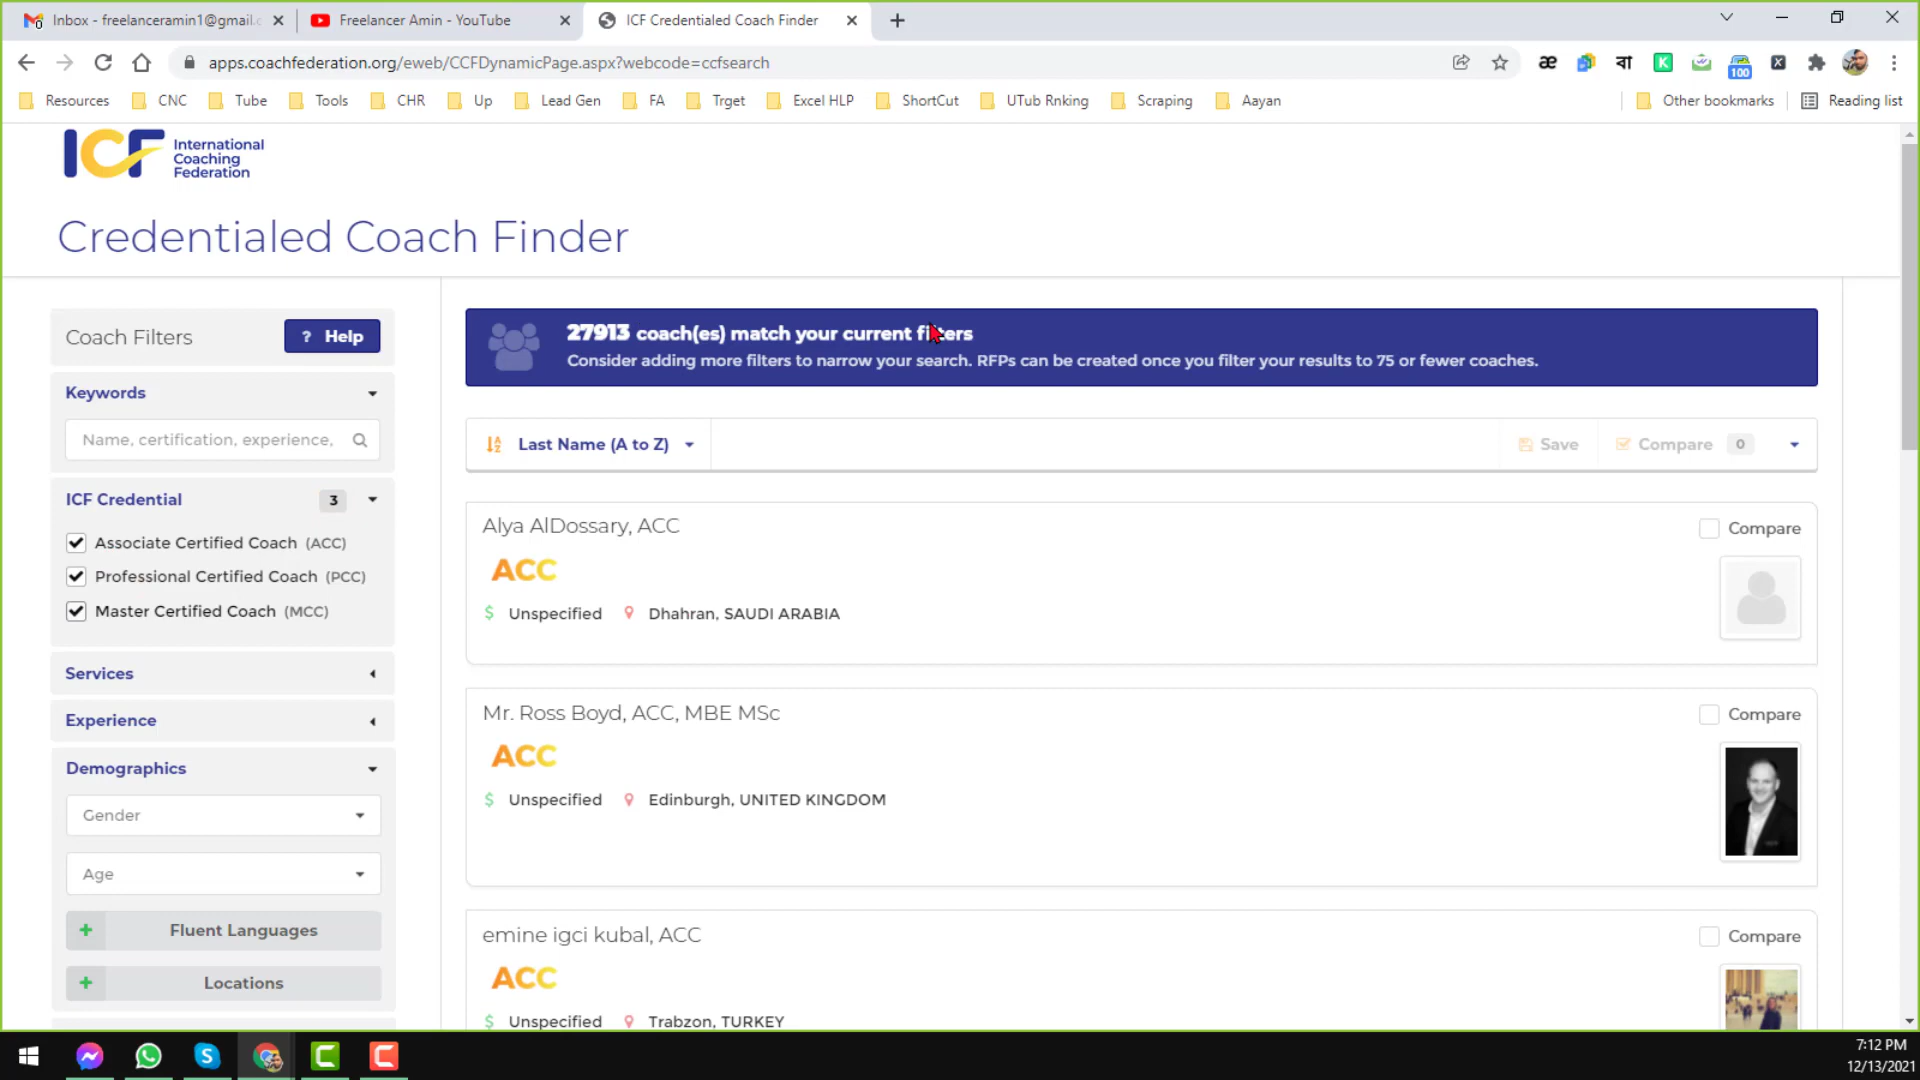 Inbox - freelanceramin1@gmail.c
Freelancer Amin - YouTube
ICF Credentialed Coach Finder
apps.coachfederation.org/eweb/CCFDynamicPage.aspx?webcode=ccfsearch
æ
বা
K
100
X
Resources
CNC
Tube
Tools
CHR
Up
Lead Gen
FA
Trget
Excel HLP
ShortCut
UTub Rnking
Scraping
Aayan
Other bookmarks
Reading list
ICF
International
Coaching
Federation
Credentialed Coach Finder
Coach Filters
? Help
Keywords
Name, certification, experience,
ICF Credential 3
Associate Certified Coach (ACC)
Professional Certified Coach (PCC)
Master Certified Coach (MCC)
Services
Experience
Demographics
Gender
Age
+ Fluent Languages
+ Locations
27913 coach(es) match your current filters
Consider adding more filters to narrow your search. RFPs can be created once you filter your results to 75 or fewer coaches.
Last Name (A to Z)
Save
Compare 0
Alya AlDossary, ACC
Compare
ACC
$ Unspecified Dhahran, SAUDI ARABIA
Mr. Ross Boyd, ACC, MBE MSc
Compare
ACC
$ Unspecified Edinburgh, UNITED KINGDOM
emine igci kubal, ACC
Compare
ACC
$ Unspecified Trabzon, TURKEY
7:12 PM
12/13/2021